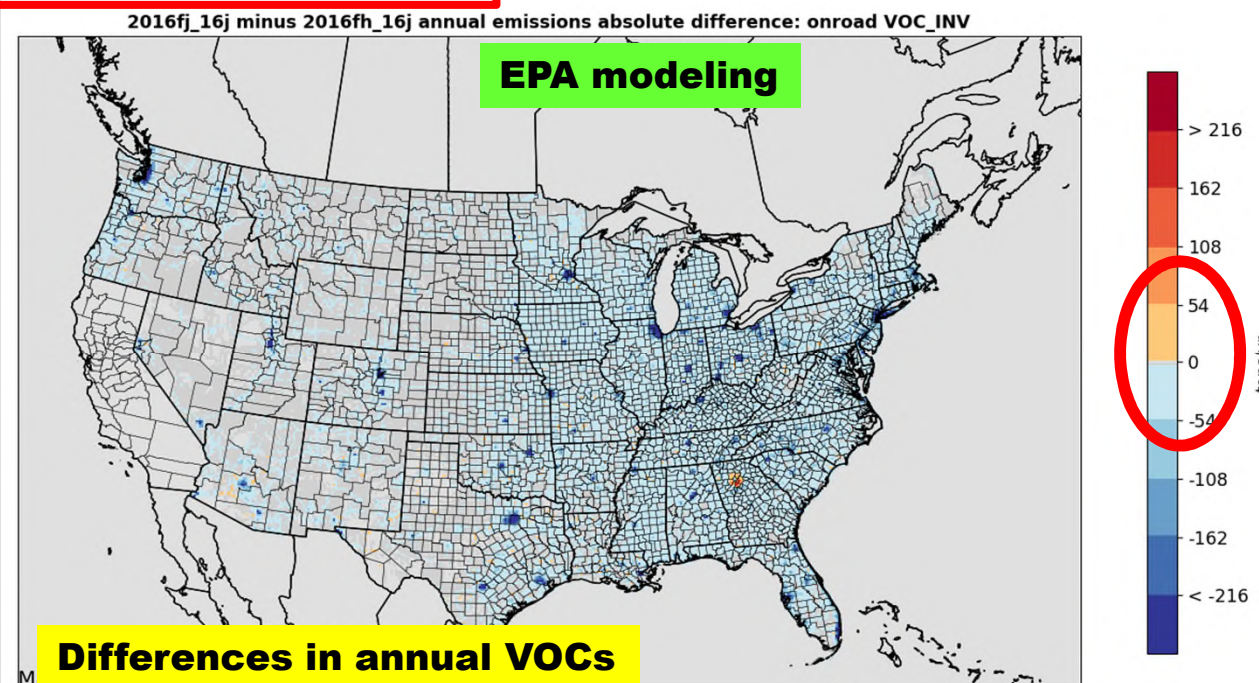 2016fj_16j minus 2016fh_16j annual emissions absolute difference: onroad VOC_INV
EPA modeling
> 216
162
108
54
0
-54
-108
-162
< -216
Differences in annual VOCs
M